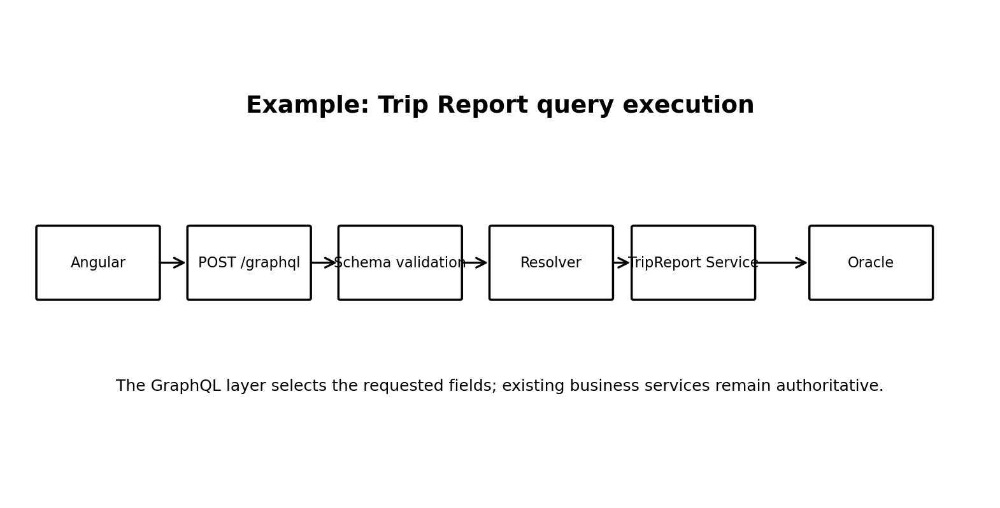 Example: Trip Report query execution
Angular
POST /graphql
Schema validation
Resolver
TripReport Service
Oracle
The GraphQL layer selects the requested fields; existing business services remain authoritative.